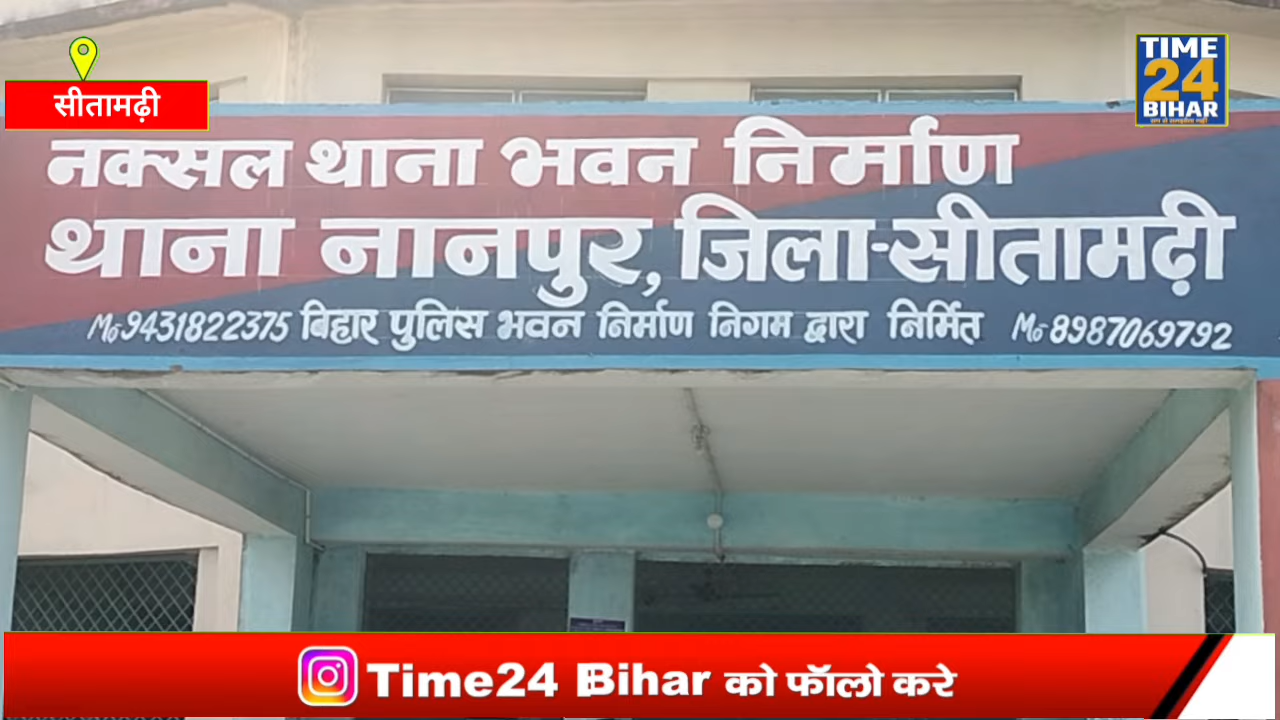 सीतामढ़ी
TIME
24
BIHAR
नक्सल थाना भवन निर्माण
थाना नानपुर, जिला-सीतामढ़ी
Mo 9431822375 बिहार पुलिस भवन निर्माण निगम द्वारा निर्मित Mo 8987069792
Time24 Bihar को फॉलो करे